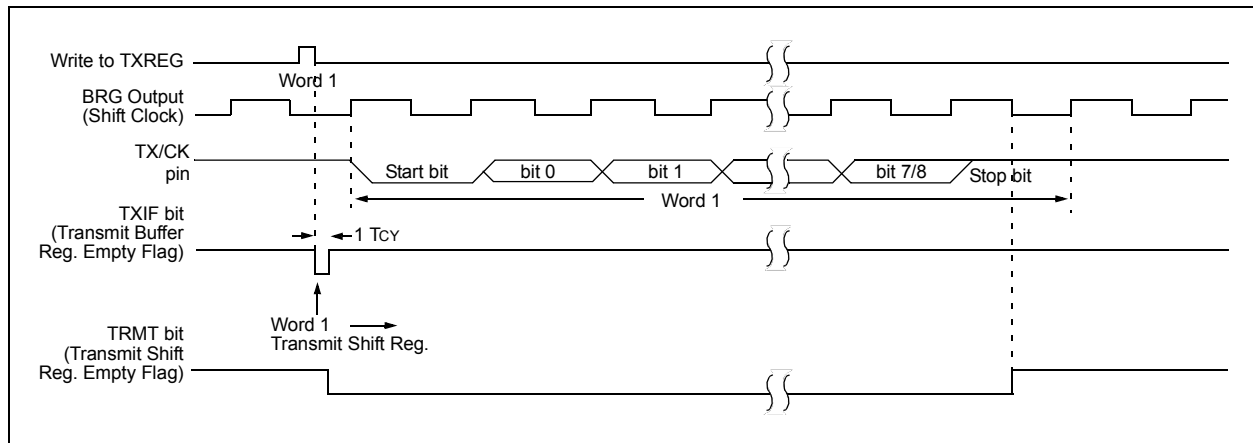 Write to TXREG
Word 1
BRG Output
(Shift Clock)
TX/CK
pin
Start bit
bit 0
bit 1
bit 7/8
Stop bit
Word 1
TXIF bit
(Transmit Buffer
Reg. Empty Flag)
1 TCY
Word 1
Transmit Shift Reg.
TRMT bit
(Transmit Shift
Reg. Empty Flag)